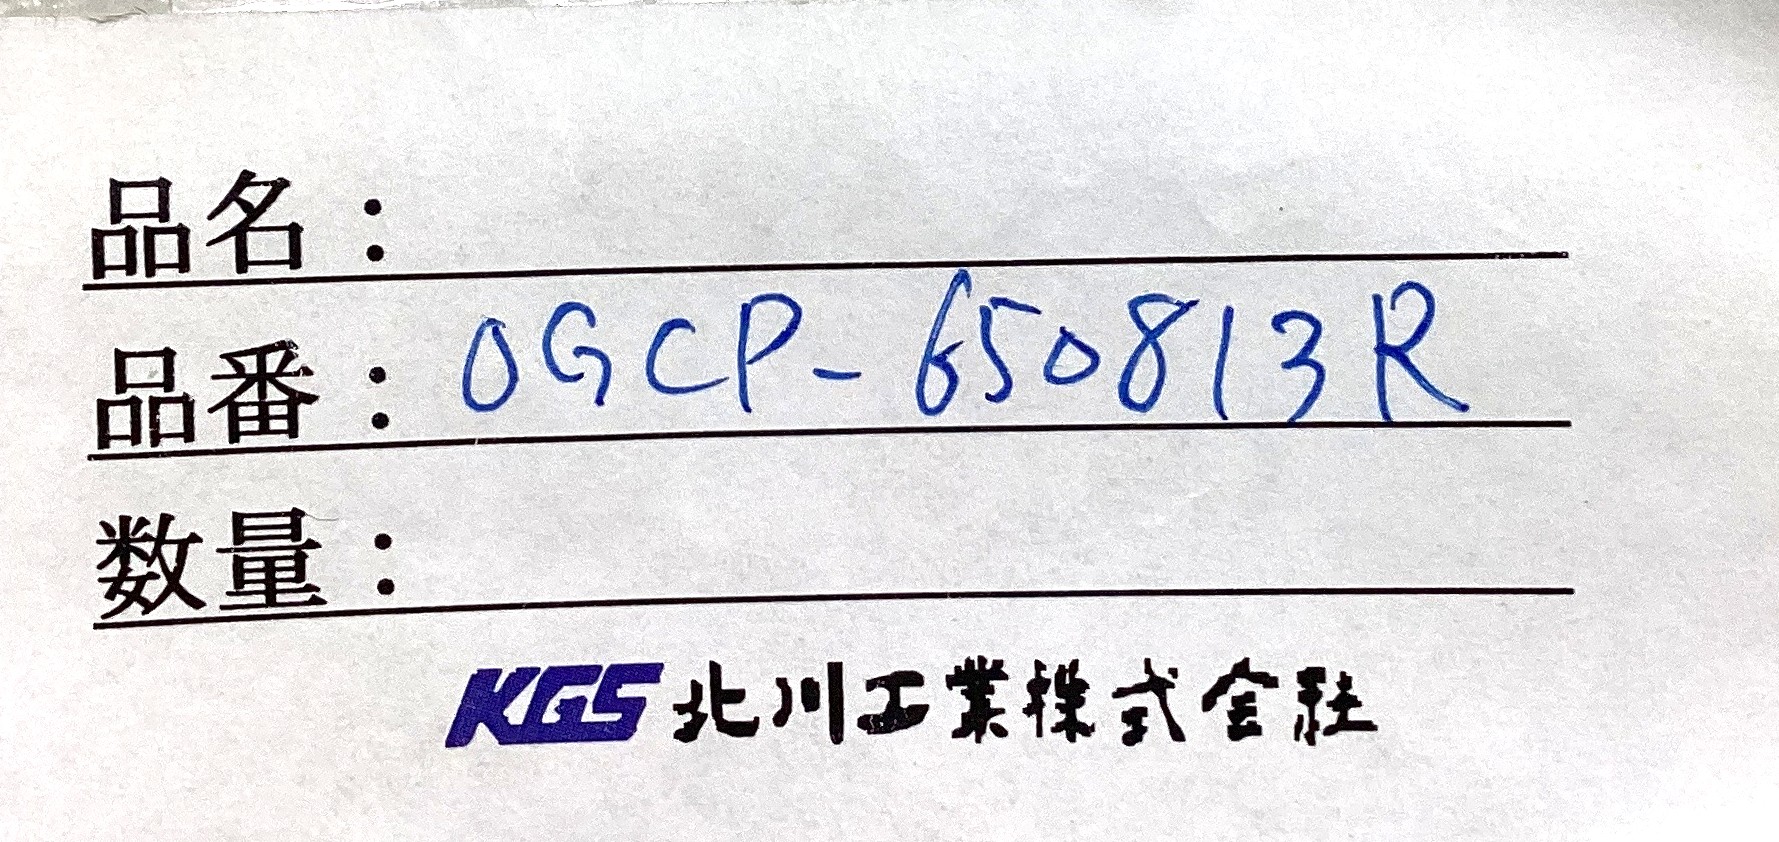 品名：
品番：OGCP-650813R
数量：
KGS 北川工業株式会社